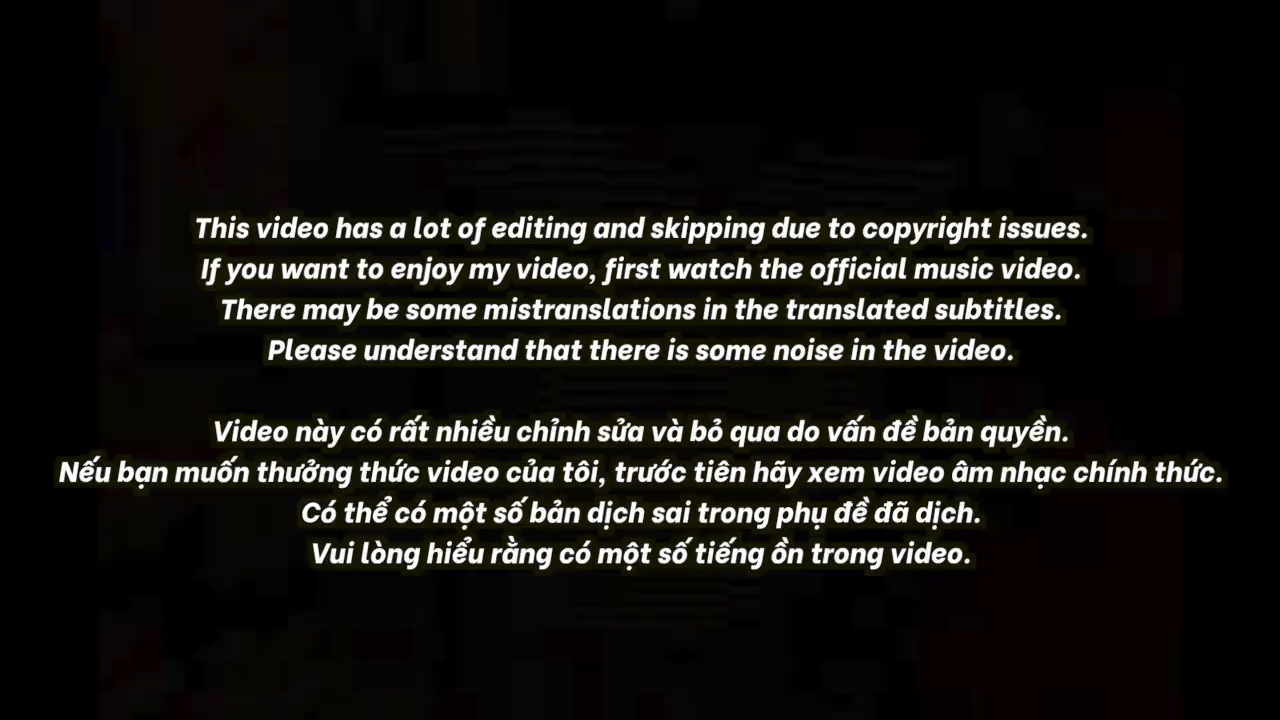 This video has a lot of editing and skipping due to copyright issues.
If you want to enjoy my video, first watch the official music video.
There may be some mistranslations in the translated subtitles.
Please understand that there is some noise in the video.
Video này có rất nhiều chỉnh sửa và bỏ qua do vấn đề bản quyền.
Nếu bạn muốn thưởng thức video của tôi, trước tiên hãy xem video âm nhạc chính thức.
Có thể có một số bản dịch sai trong phụ đề đã dịch.
Vui lòng hiểu rằng có một số tiếng ồn trong video.